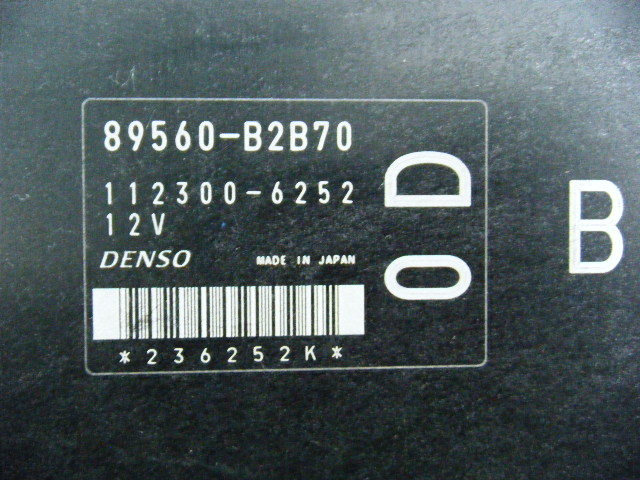 89560-B2B70
112300-6252
12V
DENSO MADE IN JAPAN
*236252K*
0D
B